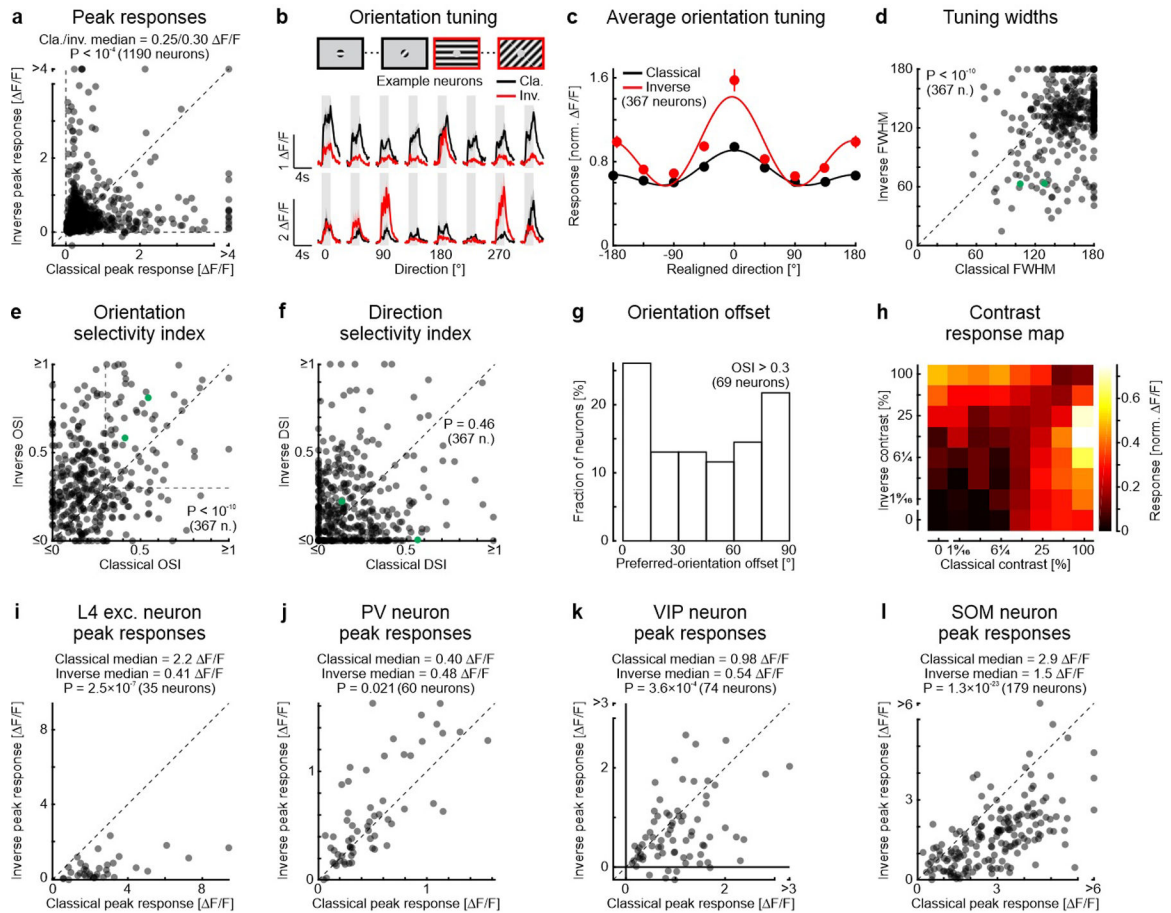 a Peak responses
Cla./inv. median = 0.25/0.30 ΔF/F
P < 10⁻⁴ (1190 neurons)
>4
Inverse peak response [ΔF/F]
4
2
0
0 2 >4
Classical peak response [ΔF/F]
b Orientation tuning
Example neurons
Cla.
Inv.
1 ΔF/F
4s
2 ΔF/F
4s
0 90 180 270
Direction [°]
c Average orientation tuning
Classical
Inverse
(367 neurons)
Response [norm. ΔF/F]
1.6
0.8
0
-180 -90 0 90 180
Realigned direction [°]
d Tuning widths
P < 10⁻¹⁰
(367 n.)
Inverse FWHM
180
120
60
0
0 60 120 180
Classical FWHM
e Orientation
selectivity index
≥1
Inverse OSI
0.5
≤0
P < 10⁻¹⁰
(367 n.)
≤0 0.5 ≥1
Classical OSI
f Direction
selectivity index
≥1
Inverse DSI
0.5
≤0
P = 0.46
(367 n.)
≤0 0.5 ≥1
Classical DSI
g Orientation offset
OSI > 0.3
(69 neurons)
Fraction of neurons [%]
20
10
0
0 30 60 90
Preferred-orientation offset [°]
h Contrast
response map
Inverse contrast [%]
100
25
6¼
1⁹⁄₁₆
0
0 1⁹⁄₁₆ 6¼ 25 100
Classical contrast [%]
0.4
0
Response [norm. ΔF/F]
i L4 exc. neuron
peak responses
Classical median = 2.2 ΔF/F
Inverse median = 0.41 ΔF/F
P = 2.5×10⁻⁷ (35 neurons)
Inverse peak response [ΔF/F]
8
4
0
0 4 8
Classical peak response [ΔF/F]
j PV neuron
peak responses
Classical median = 0.40 ΔF/F
Inverse median = 0.48 ΔF/F
P = 0.021 (60 neurons)
Inverse peak response [ΔF/F]
1
0
0 1
Classical peak response [ΔF/F]
k VIP neuron
peak responses
Classical median = 0.98 ΔF/F
Inverse median = 0.54 ΔF/F
P = 3.6×10⁻⁴ (74 neurons)
>3
Inverse peak response [ΔF/F]
2
0
0 >3
Classical peak response [ΔF/F]
l SOM neuron
peak responses
Classical median = 2.9 ΔF/F
Inverse median = 1.5 ΔF/F
P = 1.3×10⁻²³ (179 neurons)
>6
Inverse peak response [ΔF/F]
3
0
0 3 >6
Classical peak response [ΔF/F]